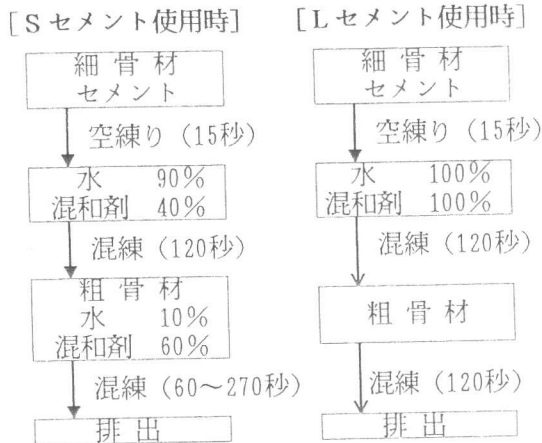 [Sセメント使用時]
細骨材
セメント
空練り(15秒)
水 90%
混和剤 40%
混練(120秒)
粗骨材
水 10%
混和剤 60%
混練(60～270秒)
排出
[Lセメント使用時]
細骨材
セメント
空練り(15秒)
水 100%
混和剤 100%
混練(120秒)
粗骨材
混練(120秒)
排出